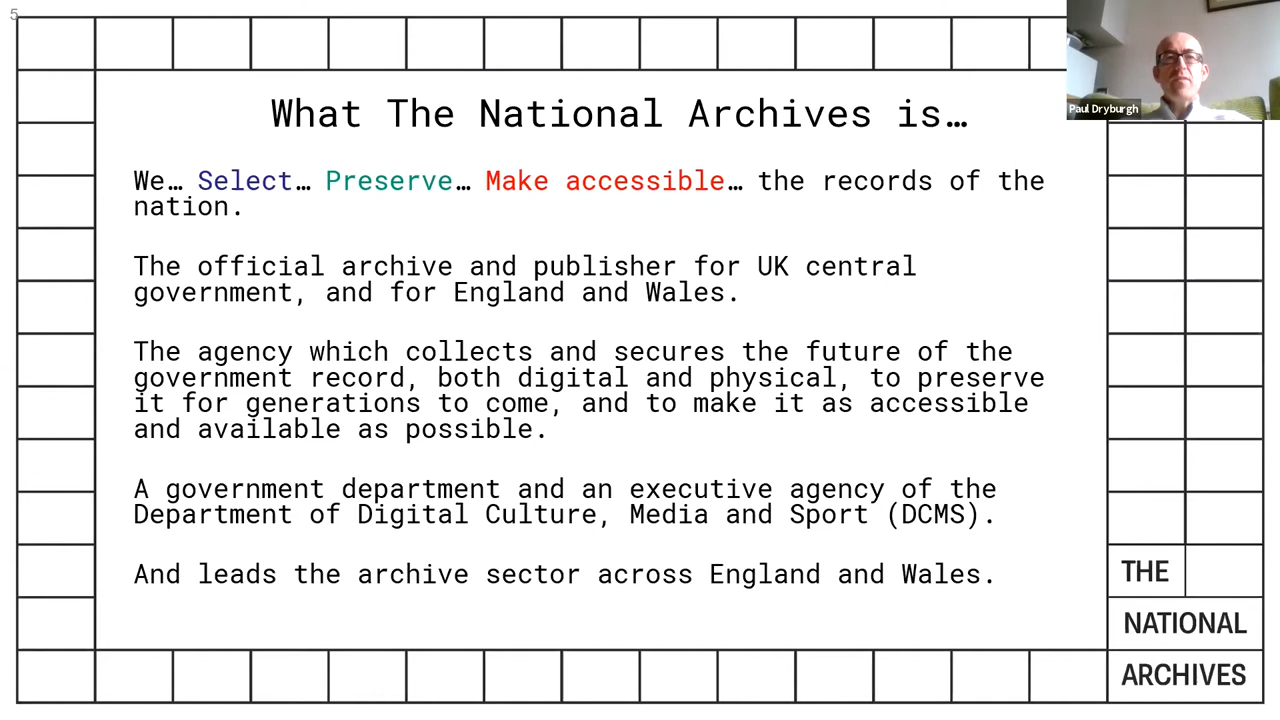 5
Paul Dryburgh
What The National Archives is…
We… Select… Preserve… Make accessible… the records of the
nation.
The official archive and publisher for UK central
government, and for England and Wales.
The agency which collects and secures the future of the
government record, both digital and physical, to preserve
it for generations to come, and to make it as accessible
and available as possible.
A government department and an executive agency of the
Department of Digital Culture, Media and Sport (DCMS).
And leads the archive sector across England and Wales.
THE
NATIONAL
ARCHIVES